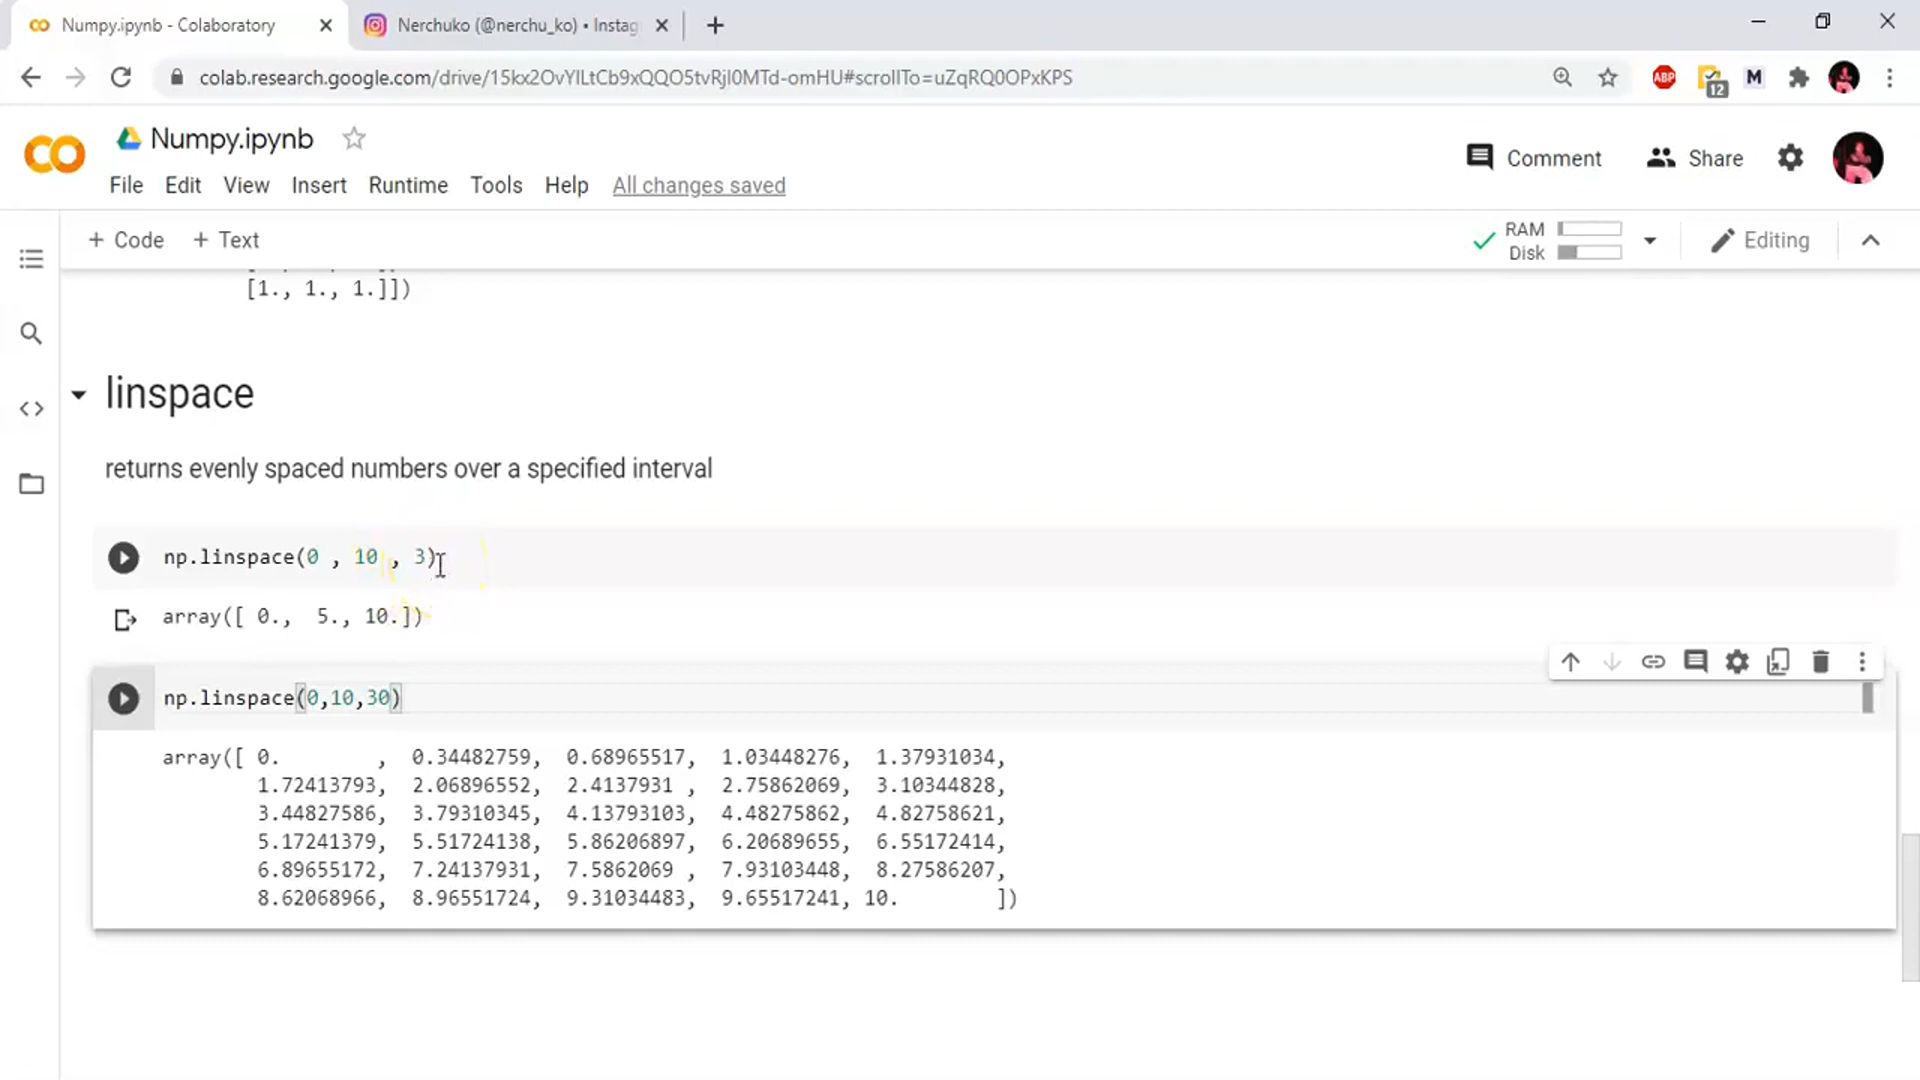 Numpy.ipynb - Colaboratory
Nerchuko (@nerchu_ko) • Instag
colab.research.google.com/drive/15kx2OvYlLtCb9xQQO5tvRjl0MTd-omHU#scrollTo=uZqRQ0OPxKPS
ABP
12
M
Numpy.ipynb
Comment
Share
File Edit View Insert Runtime Tools Help All changes saved
+ Code + Text
RAM
Disk
Editing
[1., 1., 1.]])
linspace
returns evenly spaced numbers over a specified interval
np.linspace(0 , 10 , 3)
array([ 0.,  5., 10.])
np.linspace(0,10,30)
array([ 0.        ,  0.34482759,  0.68965517,  1.03448276,  1.37931034,
1.72413793,  2.06896552,  2.4137931 ,  2.75862069,  3.10344828,
3.44827586,  3.79310345,  4.13793103,  4.48275862,  4.82758621,
5.17241379,  5.51724138,  5.86206897,  6.20689655,  6.55172414,
6.89655172,  7.24137931,  7.5862069 ,  7.93103448,  8.27586207,
8.62068966,  8.96551724,  9.31034483,  9.65517241, 10.        ])